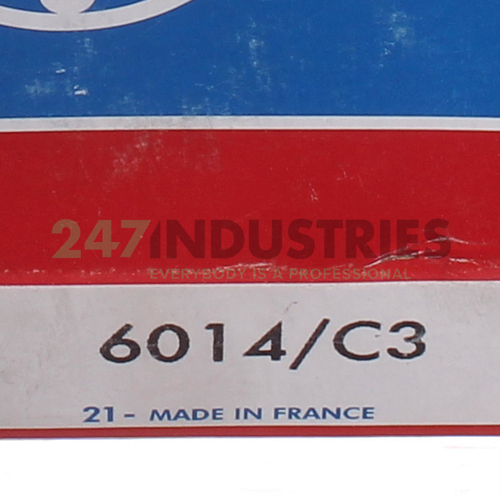 247INDUSTRIES
EVERYBODY IS A PROFESSIONAL
6014/C3
21- MADE IN FRANCE